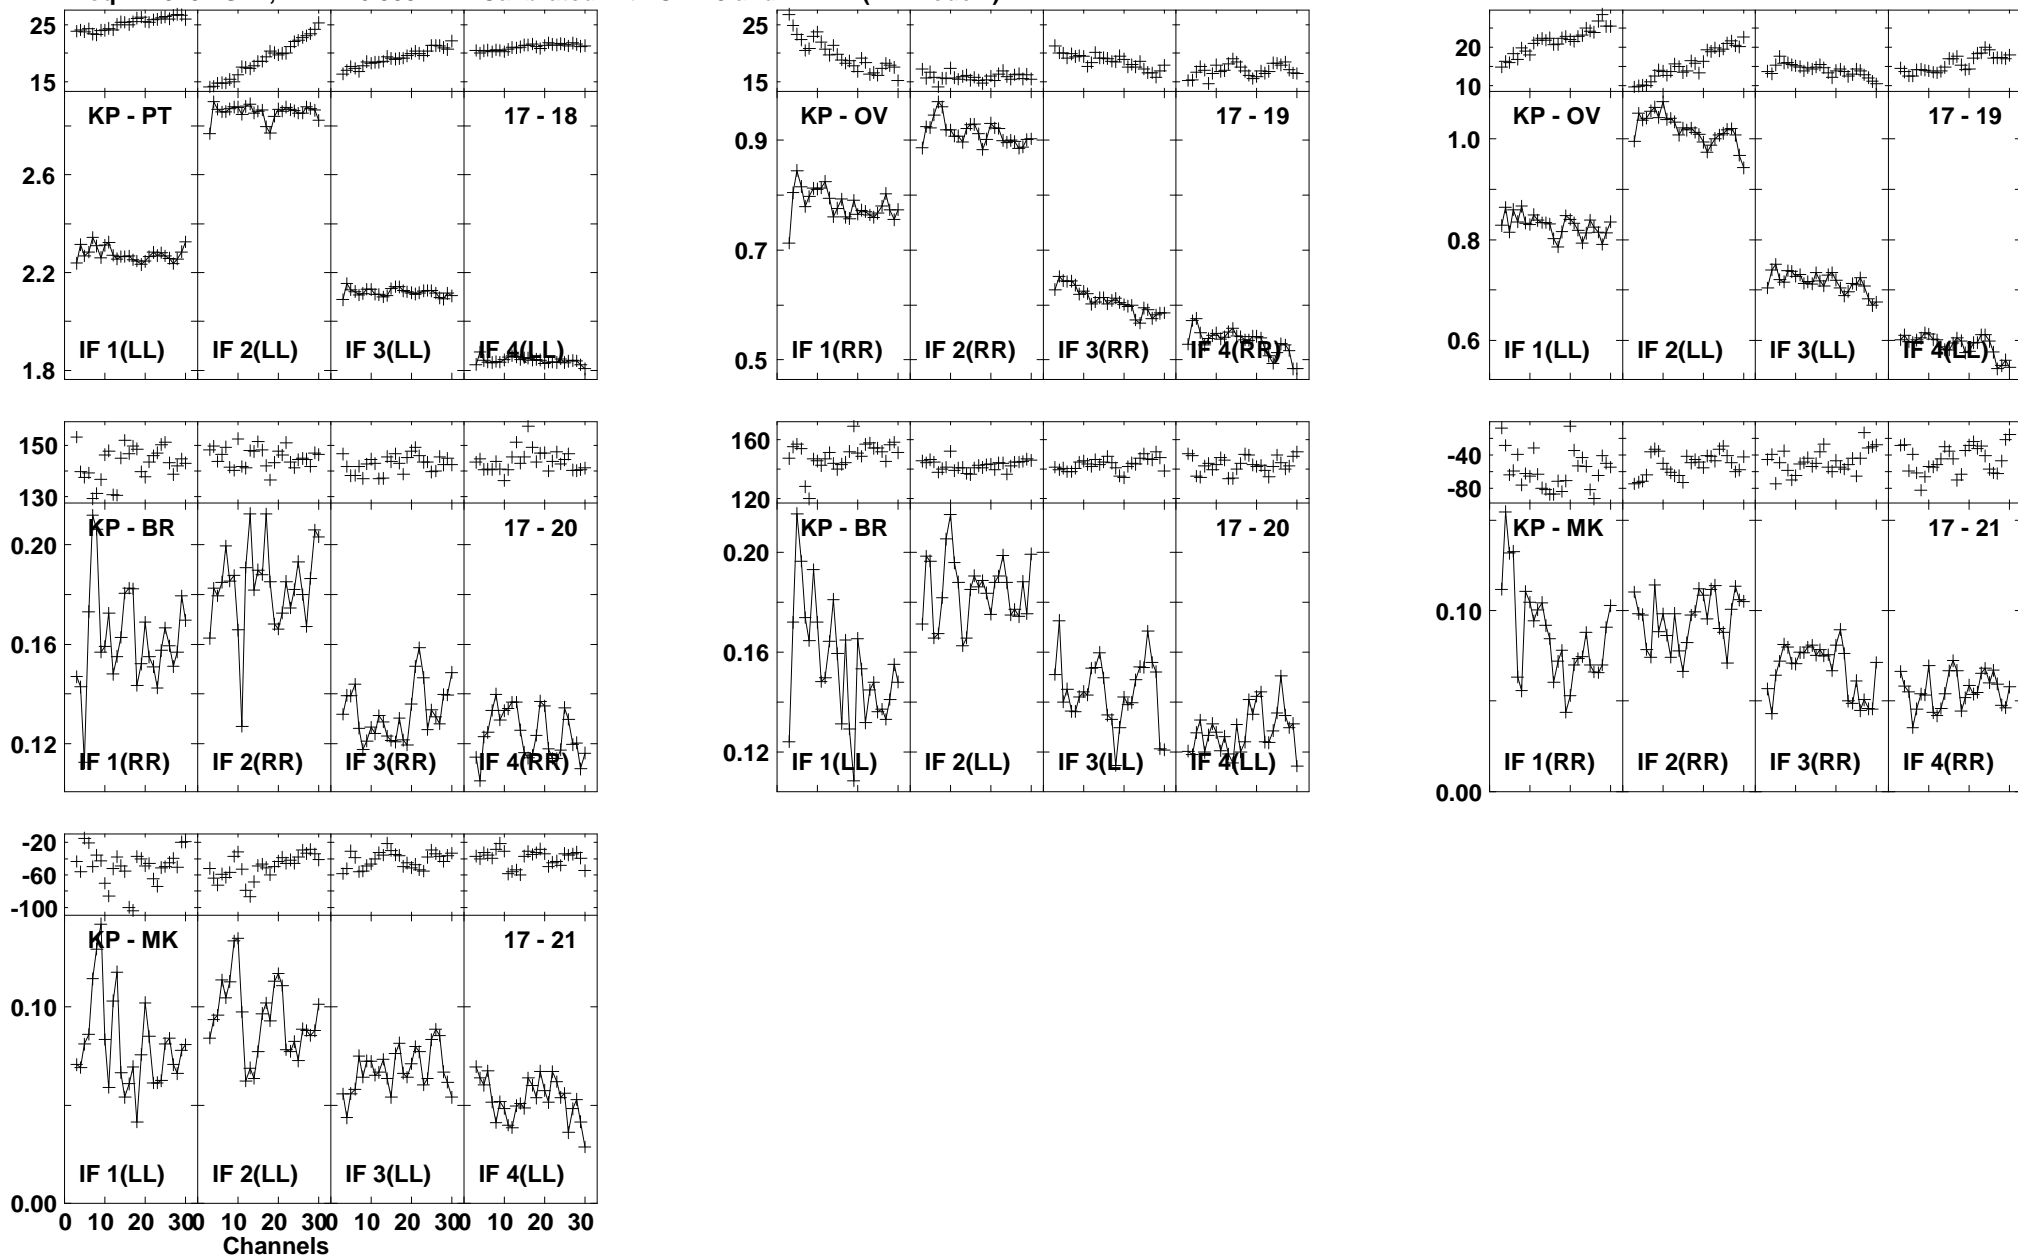 25
15
KP - PT
17 - 18
2.6
2.2
1.8
IF 1(LL)
IF 2(LL)
IF 3(LL)
IF 4(LL)
25
15
KP - OV
17 - 19
0.9
0.7
0.5
IF 1(RR)
IF 2(RR)
IF 3(RR)
IF 4(RR)
20
10
KP - OV
17 - 19
1.0
0.8
0.6
IF 1(LL)
IF 2(LL)
IF 3(LL)
IF 4(LL)
150
130
KP - BR
17 - 20
0.20
0.16
0.12
IF 1(RR)
IF 2(RR)
IF 3(RR)
IF 4(RR)
160
120
KP - BR
17 - 20
0.20
0.16
0.12
IF 1(LL)
IF 2(LL)
IF 3(LL)
IF 4(LL)
-40
-80
KP - MK
17 - 21
0.10
0.00
IF 1(RR)
IF 2(RR)
IF 3(RR)
IF 4(RR)
-20
-60
-100
KP - MK
17 - 21
0.10
0.00
IF 1(LL)
IF 2(LL)
IF 3(LL)
IF 4(LL)
0 10 20 30 0 10 20 30 0 10 20 30 0 10 20 30
Channels